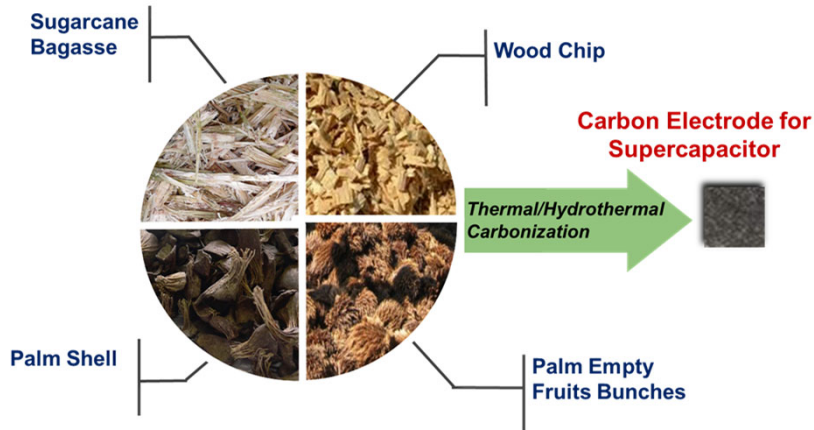 Sugarcane
Bagasse
Wood Chip
Carbon Electrode for
Supercapacitor
Thermal/Hydrothermal
Carbonization
Palm Shell
Palm Empty
Fruits Bunches